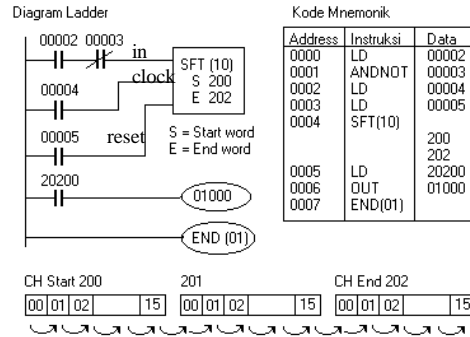 Diagram Ladder
00002 00003 in
clock
SFT (10)
S 200
E 202
00004
00005 reset
S = Start word
E = End word
20200
01000
END (01)
Kode Mnemonik
Address Instruksi Data
0000 LD 00002
0001 ANDNOT 00003
0002 LD 00004
0003 LD 00005
0004 SFT(10)
200
202
0005 LD 20200
0006 OUT 01000
0007 END(01)
CH Start 200 201 CH End 202
00 01 02 15 00 01 02 15 00 01 02 15